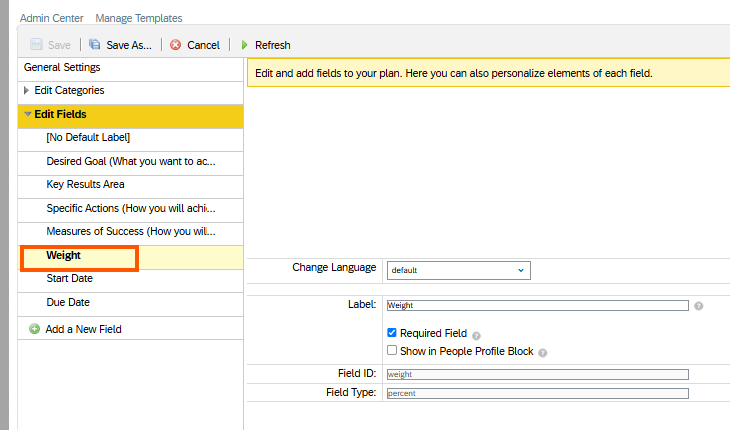 Admin Center Manage Templates
Save Save As... Cancel Refresh
General Settings
Edit Categories
Edit Fields
[No Default Label]
Desired Goal (What you want to ac...
Key Results Area
Specific Actions (How you will achi...
Measures of Success (How you will...
Weight
Start Date
Due Date
Add a New Field
Edit and add fields to your plan. Here you can also personalize elements of each field.
Change Language default
Label: Weight ?
Required Field ?
Show in People Profile Block ?
Field ID: weight
Field Type: percent